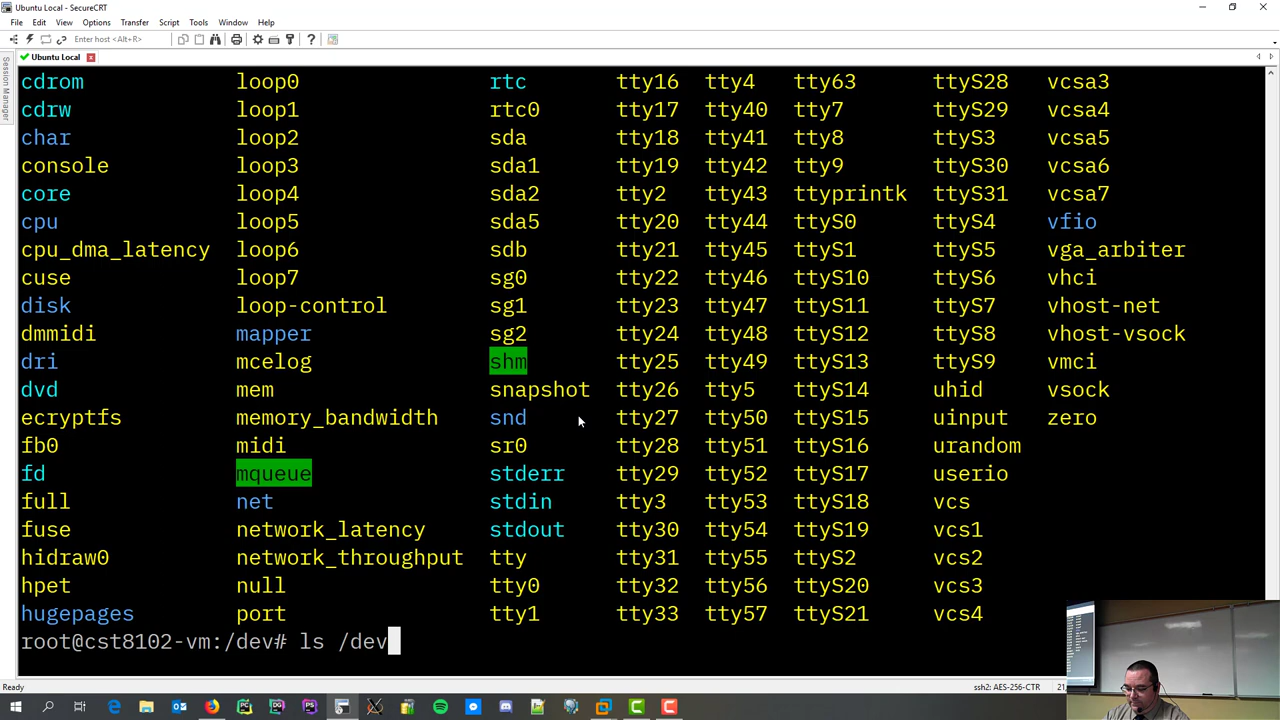 Ubuntu Local - SecureCRT
File Edit View Options Transfer Script Tools Window Help
Enter host <Alt+R>
Session Manager
Ubuntu Local
cdrom loop0 rtc tty16 tty4 tty63 ttyS28 vcsa3
cdrw loop1 rtc0 tty17 tty40 tty7 ttyS29 vcsa4
char loop2 sda tty18 tty41 tty8 ttyS3 vcsa5
console loop3 sda1 tty19 tty42 tty9 ttyS30 vcsa6
core loop4 sda2 tty2 tty43 ttyprintk ttyS31 vcsa7
cpu loop5 sda5 tty20 tty44 ttyS0 ttyS4 vfio
cpu_dma_latency loop6 sdb tty21 tty45 ttyS1 ttyS5 vga_arbiter
cuse loop7 sg0 tty22 tty46 ttyS10 ttyS6 vhci
disk loop-control sg1 tty23 tty47 ttyS11 ttyS7 vhost-net
dmmidi mapper sg2 tty24 tty48 ttyS12 ttyS8 vhost-vsock
dri mcelog shm tty25 tty49 ttyS13 ttyS9 vmci
dvd mem snapshot tty26 tty5 ttyS14 uhid vsock
ecryptfs memory_bandwidth snd tty27 tty50 ttyS15 uinput zero
fb0 midi sr0 tty28 tty51 ttyS16 urandom
fd mqueue stderr tty29 tty52 ttyS17 userio
full net stdin tty3 tty53 ttyS18 vcs
fuse network_latency stdout tty30 tty54 ttyS19 vcs1
hidraw0 network_throughput tty tty31 tty55 ttyS2 vcs2
hpet null tty0 tty32 tty56 ttyS20 vcs3
hugepages port tty1 tty33 tty57 ttyS21 vcs4
root@cst8102-vm:/dev# ls /dev
Ready ssh2: AES-256-CTR 21,